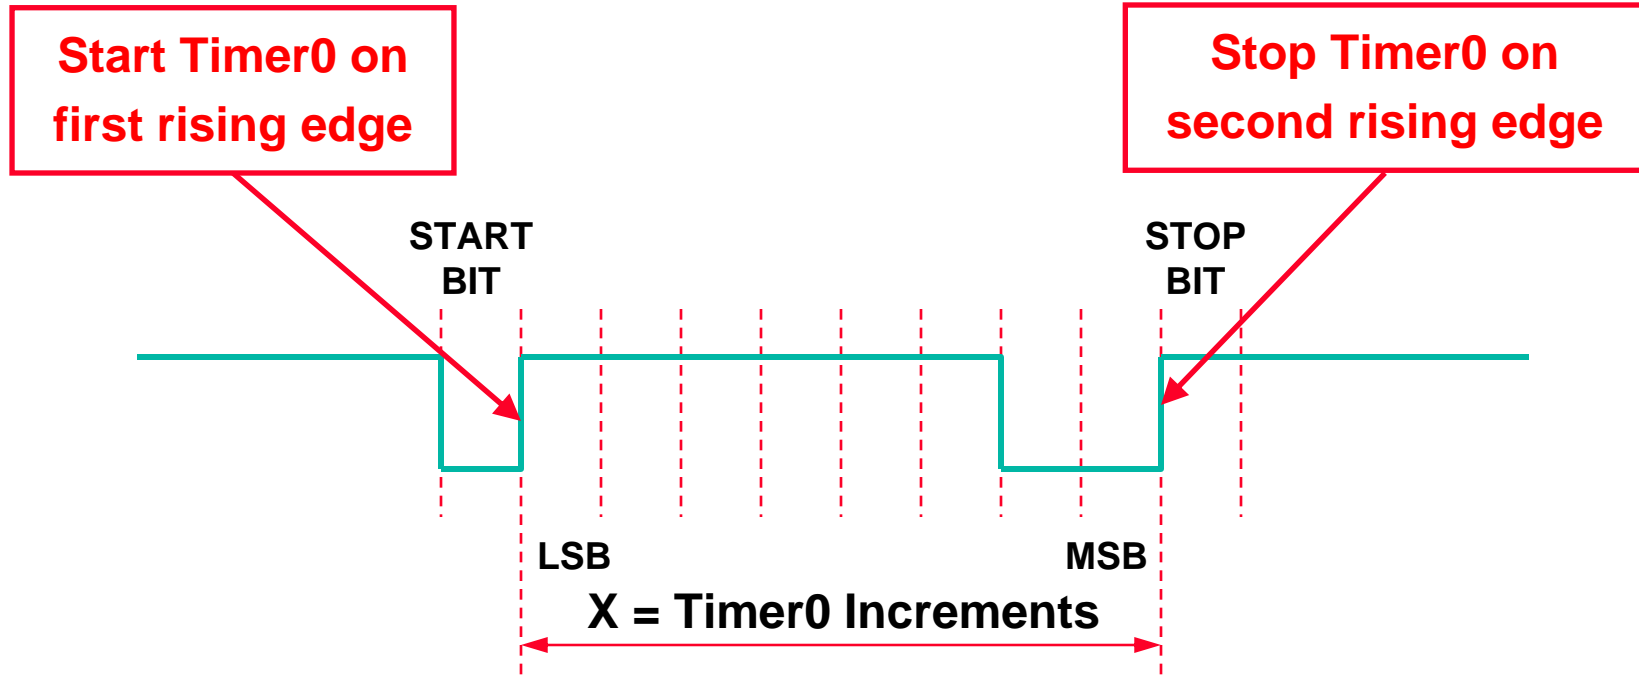 Start Timer0 on
first rising edge
Stop Timer0 on
second rising edge
START
BIT
STOP
BIT
LSB
MSB
X = Timer0 Increments